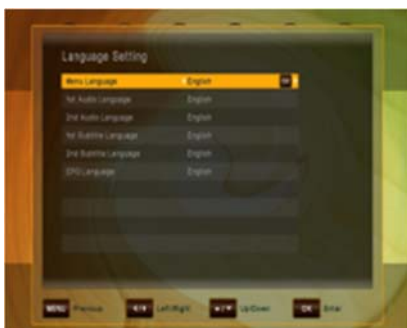 Language Setting
Menu Language English OK
1st Audio Language English
2nd Audio Language English
1st Subtitle Language English
2nd Subtitle Language English
EPG Language English
MENU Previous Left/Right Up/Down OK Enter